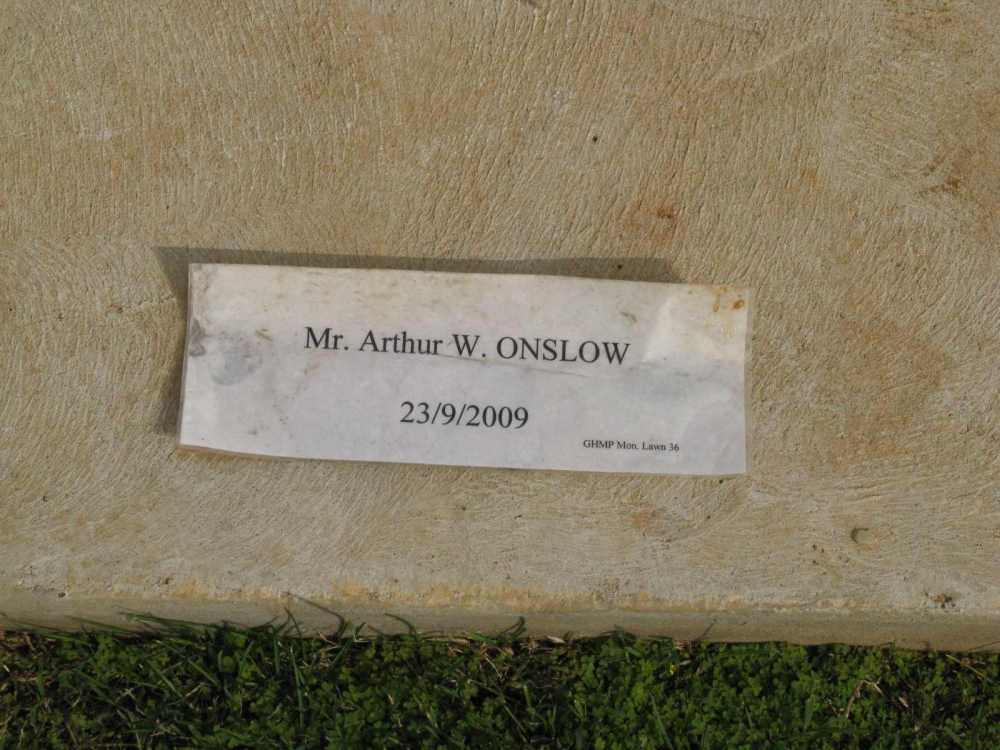 Mr. Arthur W. ONSLOW
23/9/2009
GHMP Mon. Lawn 36